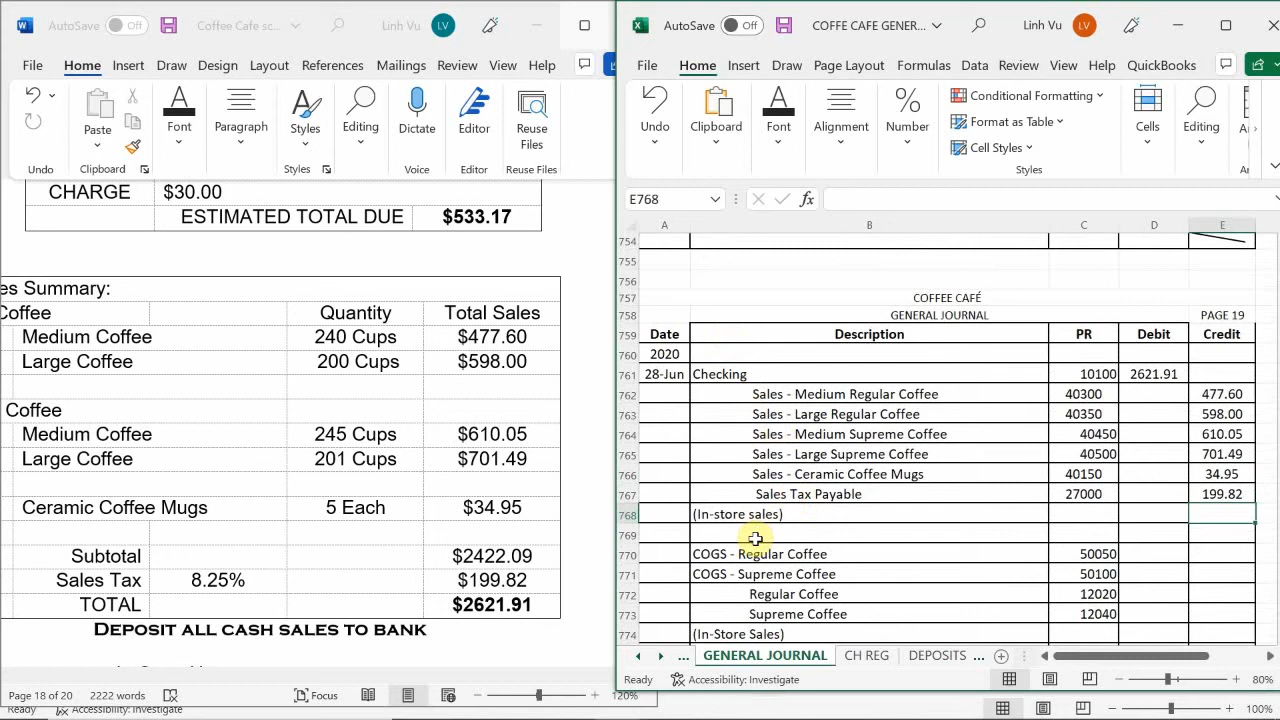 AutoSave Off Coffee Cafe sc... Linh Vu LV
File Home Insert Draw Design Layout References Mailings Review View Help
Paste Font Paragraph Styles Editing Dictate Editor Reuse Files
Undo Clipboard Styles Voice Editor Reuse Files
CHARGE $30.00
ESTIMATED TOTAL DUE $533.17
es Summary:
Coffee Quantity Total Sales
Medium Coffee 240 Cups $477.60
Large Coffee 200 Cups $598.00
Coffee
Medium Coffee 245 Cups $610.05
Large Coffee 201 Cups $701.49
Ceramic Coffee Mugs 5 Each $34.95
Subtotal $2422.09
Sales Tax 8.25% $199.82
TOTAL $2621.91
DEPOSIT ALL CASH SALES TO BANK
Page 18 of 20 2222 words Focus 120%
Ready Accessibility: Investigate 100%
AutoSave Off COFFE CAFE GENER... Linh Vu LV
File Home Insert Draw Page Layout Formulas Data Review View Help QuickBooks
Undo Clipboard Font Alignment Number Conditional Formatting Format as Table Cell Styles Cells Editing
Styles
E768 fx
A B C D E
754
755
756
757 COFFEE CAFÉ
758 GENERAL JOURNAL PAGE 19
759 Date Description PR Debit Credit
760 2020
761 28-Jun Checking 10100 2621.91
762 Sales - Medium Regular Coffee 40300 477.60
763 Sales - Large Regular Coffee 40350 598.00
764 Sales - Medium Supreme Coffee 40450 610.05
765 Sales - Large Supreme Coffee 40500 701.49
766 Sales - Ceramic Coffee Mugs 40150 34.95
767 Sales Tax Payable 27000 199.82
768 (In-store sales)
769
770 COGS - Regular Coffee 50050
771 COGS - Supreme Coffee 50100
772 Regular Coffee 12020
773 Supreme Coffee 12040
774 (In-Store Sales)
... GENERAL JOURNAL CH REG DEPOSITS ...
Ready Accessibility: Investigate 80%